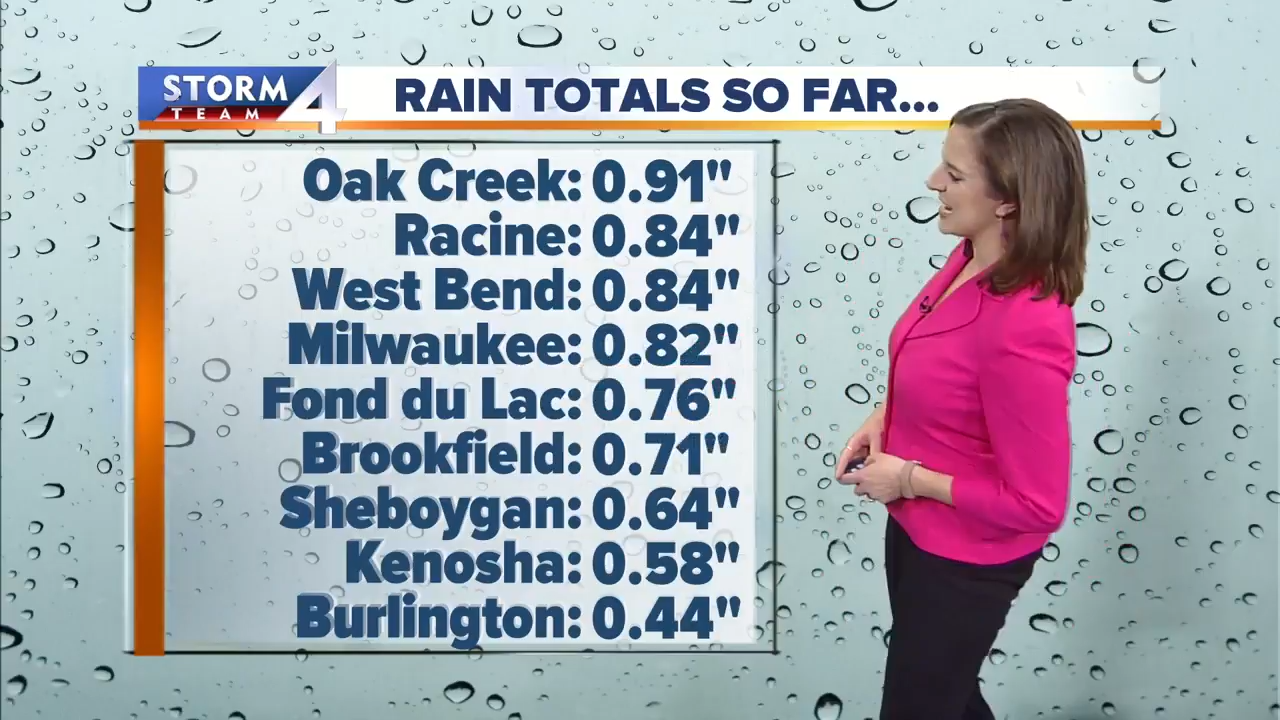 STORM
TEAM
4
RAIN TOTALS SO FAR...
Oak Creek: 0.91"
Racine: 0.84"
West Bend: 0.84"
Milwaukee: 0.82"
Fond du Lac: 0.76"
Brookfield: 0.71"
Sheboygan: 0.64"
Kenosha: 0.58"
Burlington: 0.44"